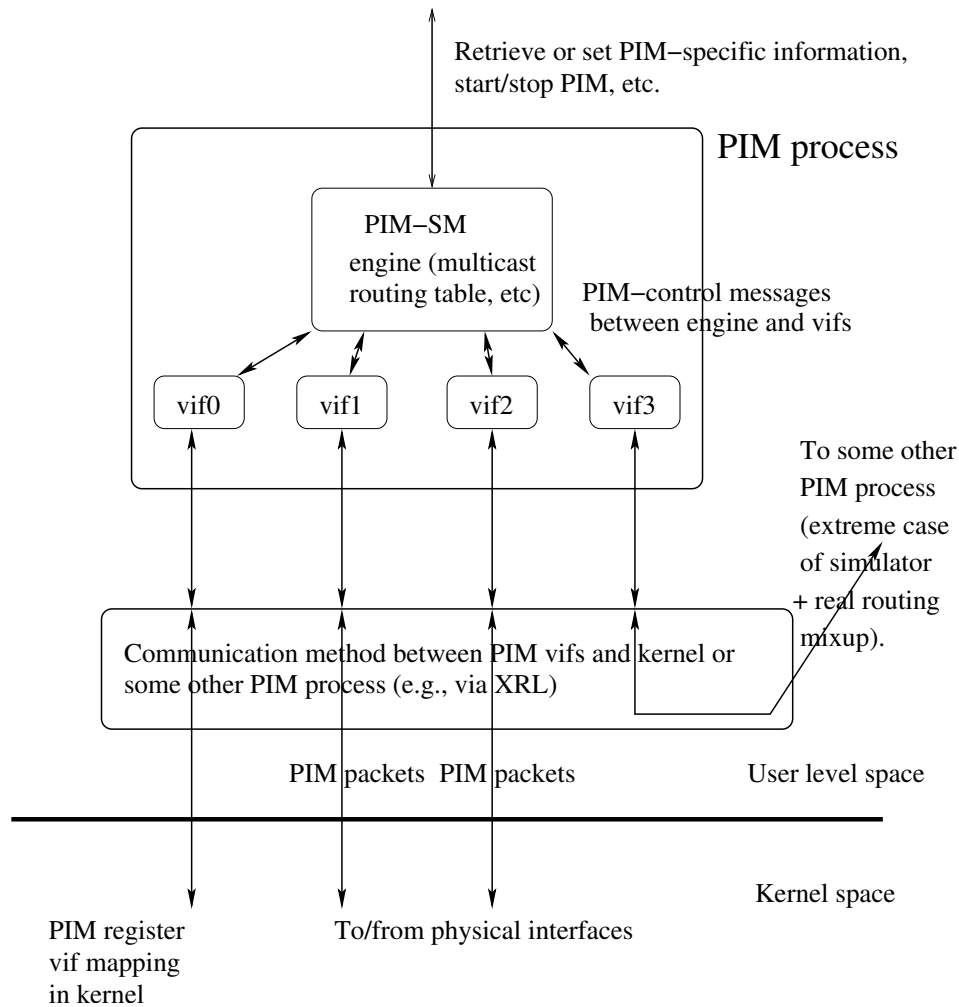 Retrieve or set PIM−specific information,
start/stop PIM, etc.
PIM process
PIM−SM
engine (multicast
routing table, etc)
PIM−control messages
between engine and vifs
vif0
vif1
vif2
vif3
To some other
PIM process
(extreme case
of simulator
+ real routing
mixup).
Communication method between PIM vifs and kernel or
some other PIM process (e.g., via XRL)
PIM packets
PIM packets
User level space
Kernel space
PIM register
vif mapping
in kernel
To/from physical interfaces